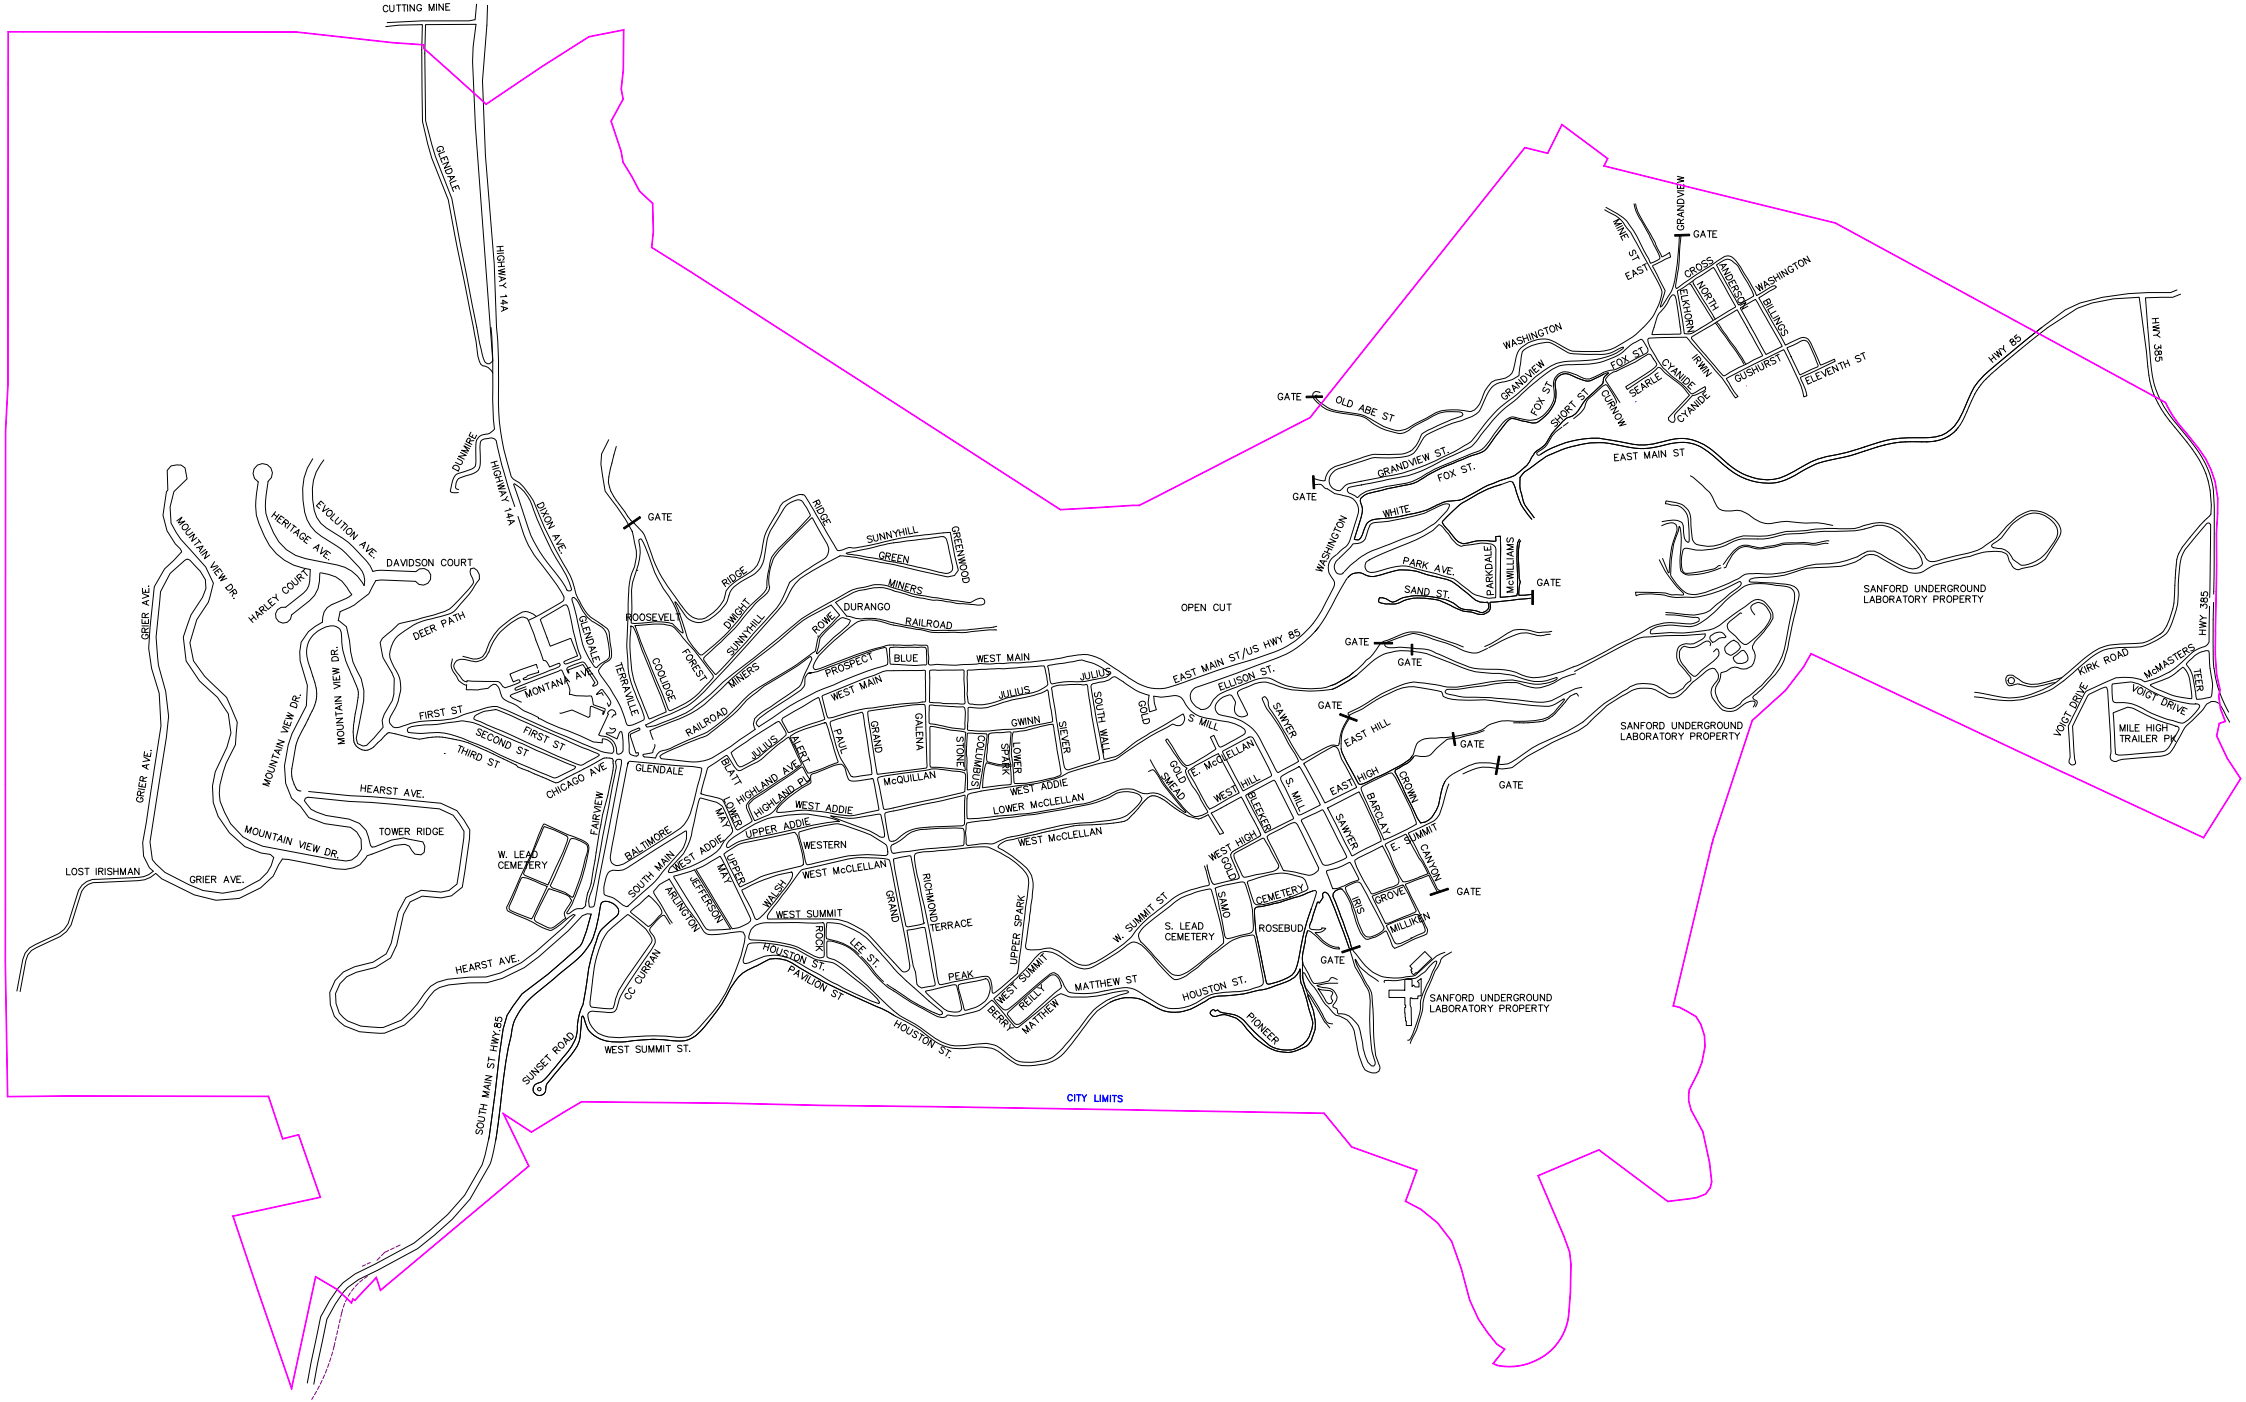 CUTTING MINE
GLENDALE
HIGHWAY 14A
GRANDVIEW
GATE
MINE ST
EAST
CROSS
ANDERSON
WASHINGTON
NORTH
ELKHORN
BILLINGS
IRWIN
GUSHURST
ELEVENTH ST
WASHINGTON
GRANDVIEW
FOX ST
CYANIDE
SEARLE
CURNOW
CYANIDE
FOX ST
SHORT ST
GATE
OLD ABE ST
HWY 85
HWY 385
DUNMIRE
HIGHWAY 14A
DIXON AVE.
GRANDVIEW ST.
FOX ST.
EAST MAIN ST
GATE
WHITE
WASHINGTON
MOUNTAIN VIEW DR.
HERITAGE AVE.
EVOLUTION AVE.
DAVIDSON COURT
HARLEY COURT
DEER PATH
GRIER AVE.
GATE
RIDGE
SUNNYHILL
GREENWOOD
GREEN
RIDGE
DWIGHT
SUNNYHILL
MINERS
DURANGO
ROWE
RAILROAD
ROOSEVELT
FOREST
COOLIDGE
TERRAVILLE
GLENDALE
MONTANA AVE
MINERS
RAILROAD
PROSPECT
BLUE
WEST MAIN
WEST MAIN
OPEN CUT
PARK AVE.
SAND ST.
PARKDALE
McWILLIAMS
GATE
SANFORD UNDERGROUND
LABORATORY PROPERTY
EAST MAIN ST/US HWY 85
GATE
GATE
ELLISON ST.
HWY 385
KIRK ROAD
McMASTERS
TEER
VOIGT DRIVE
VOIGT DRIVE
MILE HIGH
TRAILER PK
MOUNTAIN VIEW DR.
MOUNTAIN VIEW DR.
FIRST ST
FIRST ST
SECOND ST
THIRD ST
CHICAGO AVE
GLENDALE
BLATT
JULIUS
ALERT
HIGHLAND AVE
HIGHLAND PL
PAUL
GRAND
GALENA
STONE
JULIUS
JULIUS
GWINN
COLUMBUS
LOWER
SPARK
SIEVER
SOUTH WALL
GOLD
S MILL
SAWYER
GATE
EAST HILL
GATE
GATE
SANFORD UNDERGROUND
LABORATORY PROPERTY
GRIER AVE.
HEARST AVE.
TOWER RIDGE
MOUNTAIN VIEW DR.
GRIER AVE.
LOST IRISHMAN
FAIRVIEW
W. LEAD
CEMETERY
BALTIMORE
SOUTH MAIN
WEST ADDIE
LOWER
MAY
WEST ADDIE
UPPER ADDIE
McQUILLAN
WEST ADDIE
LOWER McCLELLAN
WEST McCLELLAN
WESTERN
WEST McCLELLAN
UPPER
MAY
JEFFERSON
ARLINGTON
WALSH
GOLD
SMEAD
E. McCLELLAN
WEST HILL
BLEEKER
S. MILL
EAST HIGH
CROWN
BARCLAY
SAWYER
E. SUMMIT
CANYON
GATE
WEST HIGH
GOLD
SAMO
CEMETERY
IRIS
GROVE
MILLIKEN
W. SUMMIT ST
S. LEAD
CEMETERY
ROSEBUD
GATE
WEST SUMMIT
ROCK
LEE ST.
HOUSTON ST.
PAVILION ST
GRAND
RICHMOND
TERRACE
UPPER SPARK
PEAK
WEST SUMMIT
REILLY
BERRY
MATTHEW
MATTHEW ST
HOUSTON ST.
HOUSTON ST.
PIONEER
SANFORD UNDERGROUND
LABORATORY PROPERTY
HEARST AVE.
CC CURRAN
WEST SUMMIT ST.
SUNSET ROAD
SOUTH MAIN ST HWY.85
CITY LIMITS